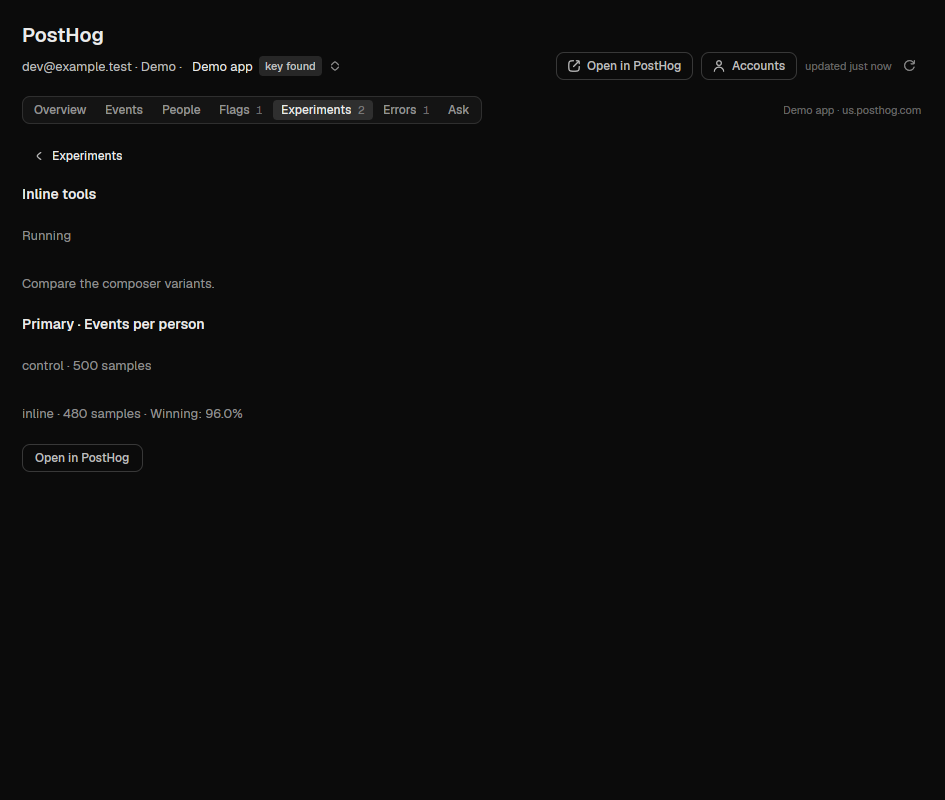 PostHog
dev@example.test · Demo · Demo app key found
Open in PostHog Accounts updated just now
Overview Events People Flags 1 Experiments 2 Errors 1 Ask
Demo app · us.posthog.com
Experiments
Inline tools
Running
Compare the composer variants.
Primary · Events per person
control · 500 samples
inline · 480 samples · Winning: 96.0%
Open in PostHog